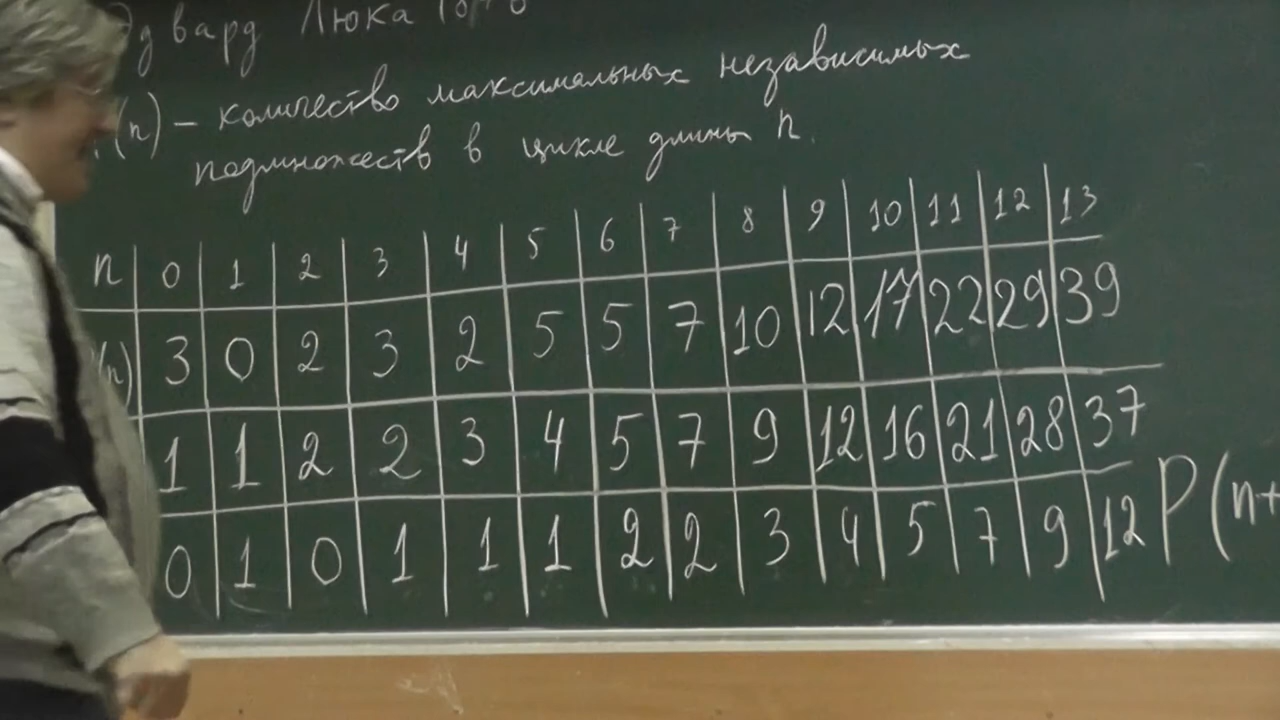 Эдвард Люка
(n) – количество максимальных независимых
подмножеств в цикле длины n.
n 0 1 2 3 4 5 6 7 8 9 10 11 12 13
(n) 3 0 2 3 2 5 5 7 10 12 17 22 29 39
1 1 2 2 3 4 5 7 9 12 16 21 28 37
0 1 0 1 1 1 2 2 3 4 5 7 9 12 P(n+